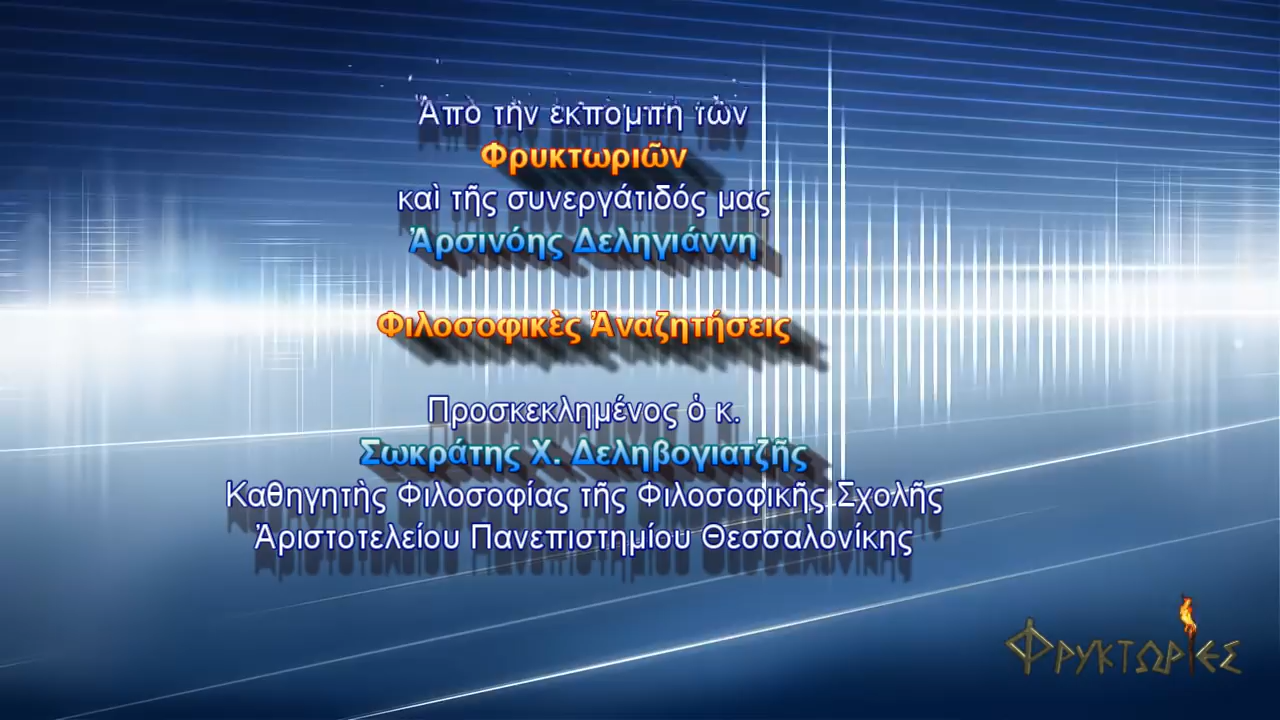 Ἀπὸ τὴν ἐκπομπὴ τῶν
Φρυκτωριῶν
καὶ τῆς συνεργάτιδός μας
Ἀρσινόης Δεληγιάννη
Φιλοσοφικὲς Ἀναζητήσεις
Προσκεκλημένος ὁ κ.
Σωκράτης Χ. Δεληβογιατζῆς
Καθηγητὴς Φιλοσοφίας τῆς Φιλοσοφικῆς Σχολῆς
Ἀριστοτελείου Πανεπιστημίου Θεσσαλονίκης
ΦΡΥΚΤΩΡΙΕΣ